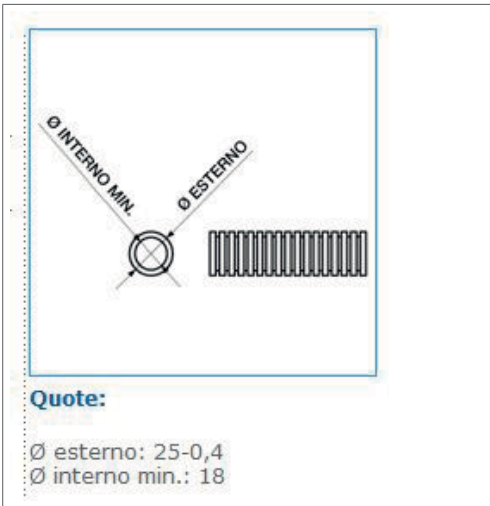 Ø INTERNO MIN.
Ø ESTERNO
Quote:
Ø esterno: 25-0,4
Ø interno min.: 18